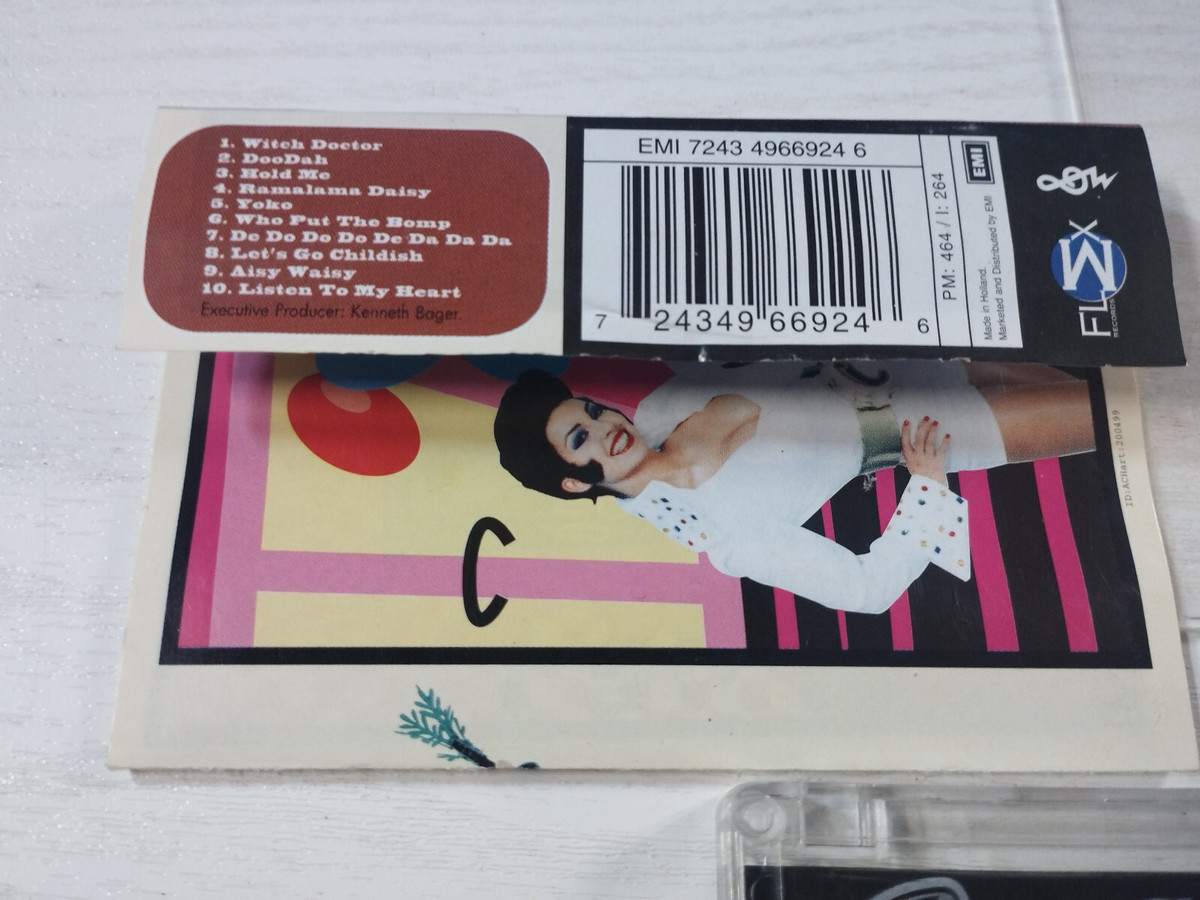 1. Witch Doctor
2. DooDah
3. Hold Me
4. Ramalama Daisy
5. Yoko
6. Who Put The Bomp
7. De Do Do Do De Da Da Da
8. Let's Go Childish
9. Aisy Waisy
10. Listen To My Heart
Executive Producer: Kenneth Bager.
EMI 7243 4966924 6
7 24349 66924 6
PM: 464 / I: 264
Made in Holland.
Marketed and Distributed by EMI
EMI
FLEX
RECORDS
C
C
ID:ACHart:200499